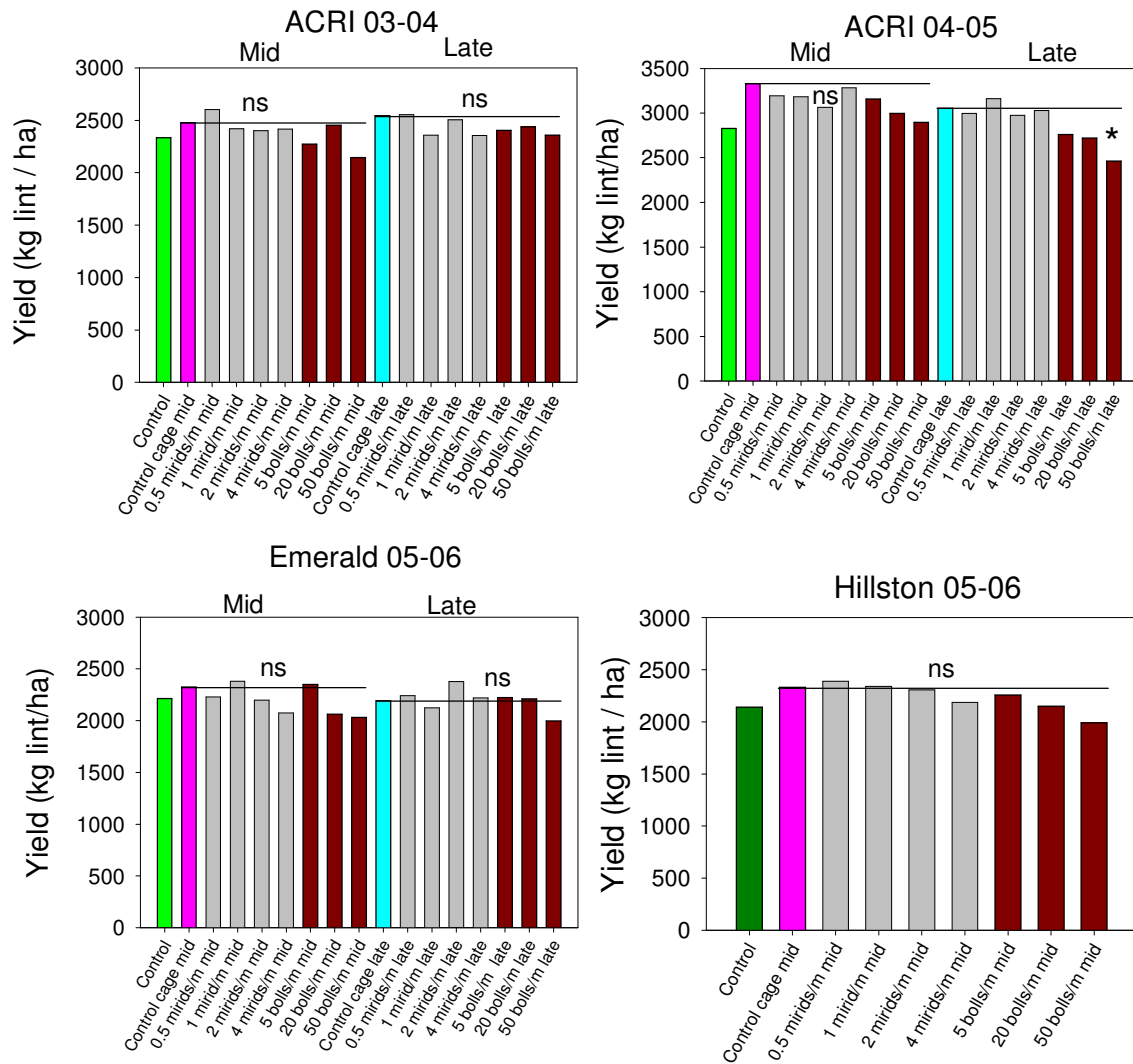 ACRI 03-04
Mid
Late
Yield (kg lint / ha)
3000
2500
2000
1500
1000
500
0
ns
ns
Control
Control cage mid
0.5 mirids/m mid
1 mirid/m mid
2 mirids/m mid
4 mirids/m mid
5 bolls/m mid
20 bolls/m mid
50 bolls/m mid
Control cage late
0.5 mirids/m late
1 mirid/m late
2 mirids/m late
4 mirids/m late
5 bolls/m  late
20 bolls/m late
50 bolls/m late
ACRI 04-05
Mid
Late
Yield (kg lint/ha)
3500
3000
2500
2000
1500
1000
500
0
ns
*
Control
Control cage mid
0.5 mirids/m mid
1 mirid/m mid
2 mirids/m mid
4 mirids/m mid
5 bolls/m mid
20 bolls/m mid
50 bolls/m mid
Control cage late
0.5 mirids/m late
1 mirid/m late
2 mirids/m late
4 mirids/m late
5 bolls/m  late
20 bolls/m late
50 bolls/m late
Emerald 05-06
Mid
Late
Yield (kg lint/ha)
3000
2500
2000
1500
1000
500
0
ns
ns
Control
Control cage mid
0.5 mirids/m mid
1 mirid/m mid
2 mirids/m mid
4 mirids/m mid
5 bolls/m mid
20 bolls/m mid
50 bolls/m mid
Control cage late
0.5 mirids/m late
1 mirid/m late
2 mirids/m late
4 mirids/m late
5 bolls/m  late
20 bolls/m late
50 bolls/m late
Hillston 05-06
Yield (kg lint / ha)
3000
2500
2000
1500
1000
500
0
ns
Control
Control cage mid
0.5 mirids/m mid
1 mirid/m mid
2 mirids/m mid
4 mirids/m mid
5 bolls/m mid
20 bolls/m mid
50 bolls/m mid